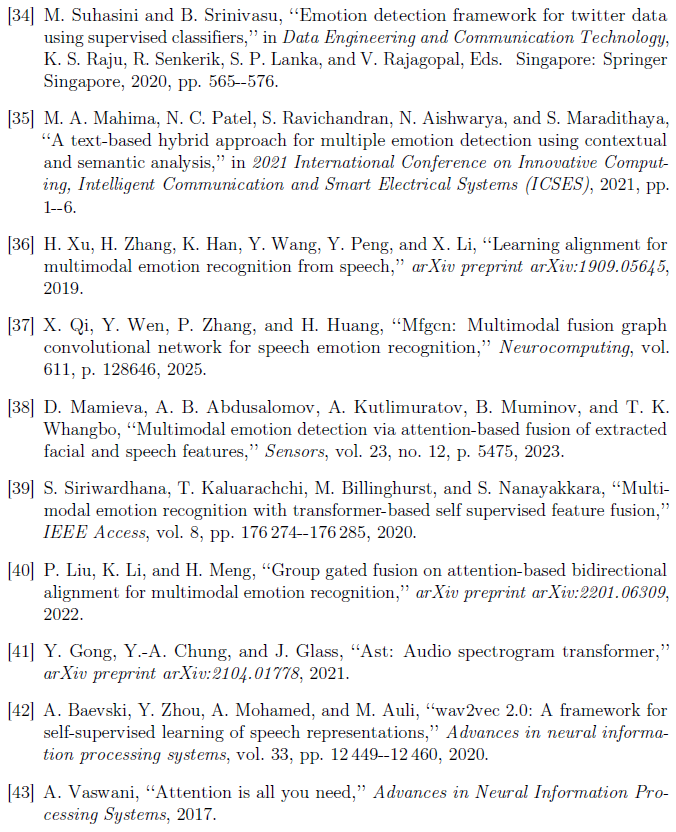 [34] M. Suhasini and B. Srinivasu, ‘‘Emotion detection framework for twitter data
using supervised classifiers,’’ in Data Engineering and Communication Technology,
K. S. Raju, R. Senkerik, S. P. Lanka, and V. Rajagopal, Eds. Singapore: Springer
Singapore, 2020, pp. 565--576.
[35] M. A. Mahima, N. C. Patel, S. Ravichandran, N. Aishwarya, and S. Maradithaya,
‘‘A text-based hybrid approach for multiple emotion detection using contextual
and semantic analysis,’’ in 2021 International Conference on Innovative Comput-
ing, Intelligent Communication and Smart Electrical Systems (ICSES), 2021, pp.
1--6.
[36] H. Xu, H. Zhang, K. Han, Y. Wang, Y. Peng, and X. Li, ‘‘Learning alignment for
multimodal emotion recognition from speech,’’ arXiv preprint arXiv:1909.05645,
2019.
[37] X. Qi, Y. Wen, P. Zhang, and H. Huang, ‘‘Mfgcn: Multimodal fusion graph
convolutional network for speech emotion recognition,’’ Neurocomputing, vol.
611, p. 128646, 2025.
[38] D. Mamieva, A. B. Abdusalomov, A. Kutlimuratov, B. Muminov, and T. K.
Whangbo, ‘‘Multimodal emotion detection via attention-based fusion of extracted
facial and speech features,’’ Sensors, vol. 23, no. 12, p. 5475, 2023.
[39] S. Siriwardhana, T. Kaluarachchi, M. Billinghurst, and S. Nanayakkara, ‘‘Multi-
modal emotion recognition with transformer-based self supervised feature fusion,’’
IEEE Access, vol. 8, pp. 176 274--176 285, 2020.
[40] P. Liu, K. Li, and H. Meng, ‘‘Group gated fusion on attention-based bidirectional
alignment for multimodal emotion recognition,’’ arXiv preprint arXiv:2201.06309,
2022.
[41] Y. Gong, Y.-A. Chung, and J. Glass, ‘‘Ast: Audio spectrogram transformer,’’
arXiv preprint arXiv:2104.01778, 2021.
[42] A. Baevski, Y. Zhou, A. Mohamed, and M. Auli, ‘‘wav2vec 2.0: A framework for
self-supervised learning of speech representations,’’ Advances in neural informa-
tion processing systems, vol. 33, pp. 12 449--12 460, 2020.
[43] A. Vaswani, ‘‘Attention is all you need,’’ Advances in Neural Information Pro-
cessing Systems, 2017.